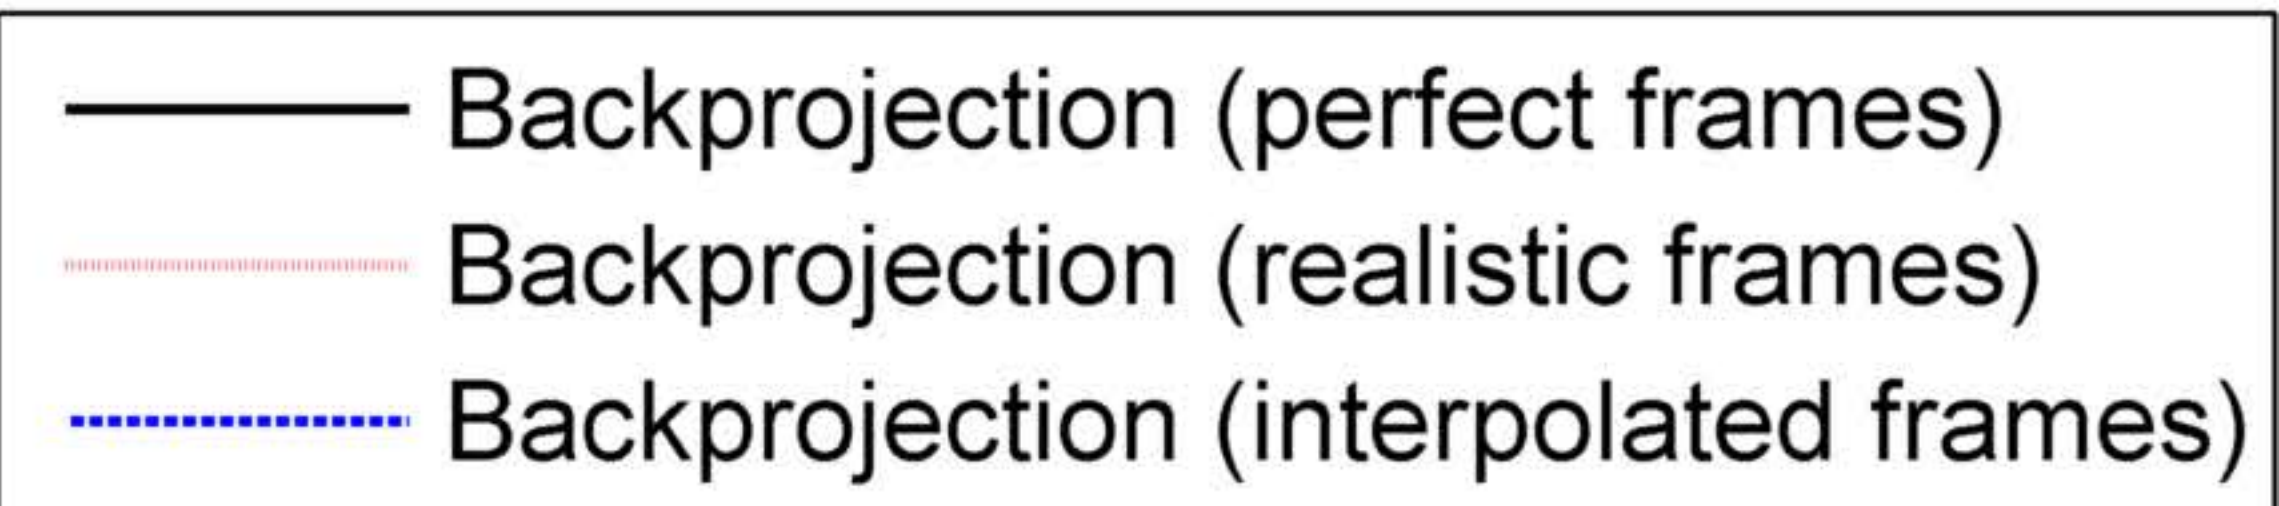 Backprojection (perfect frames)
Backprojection (realistic frames)
Backprojection (interpolated frames)